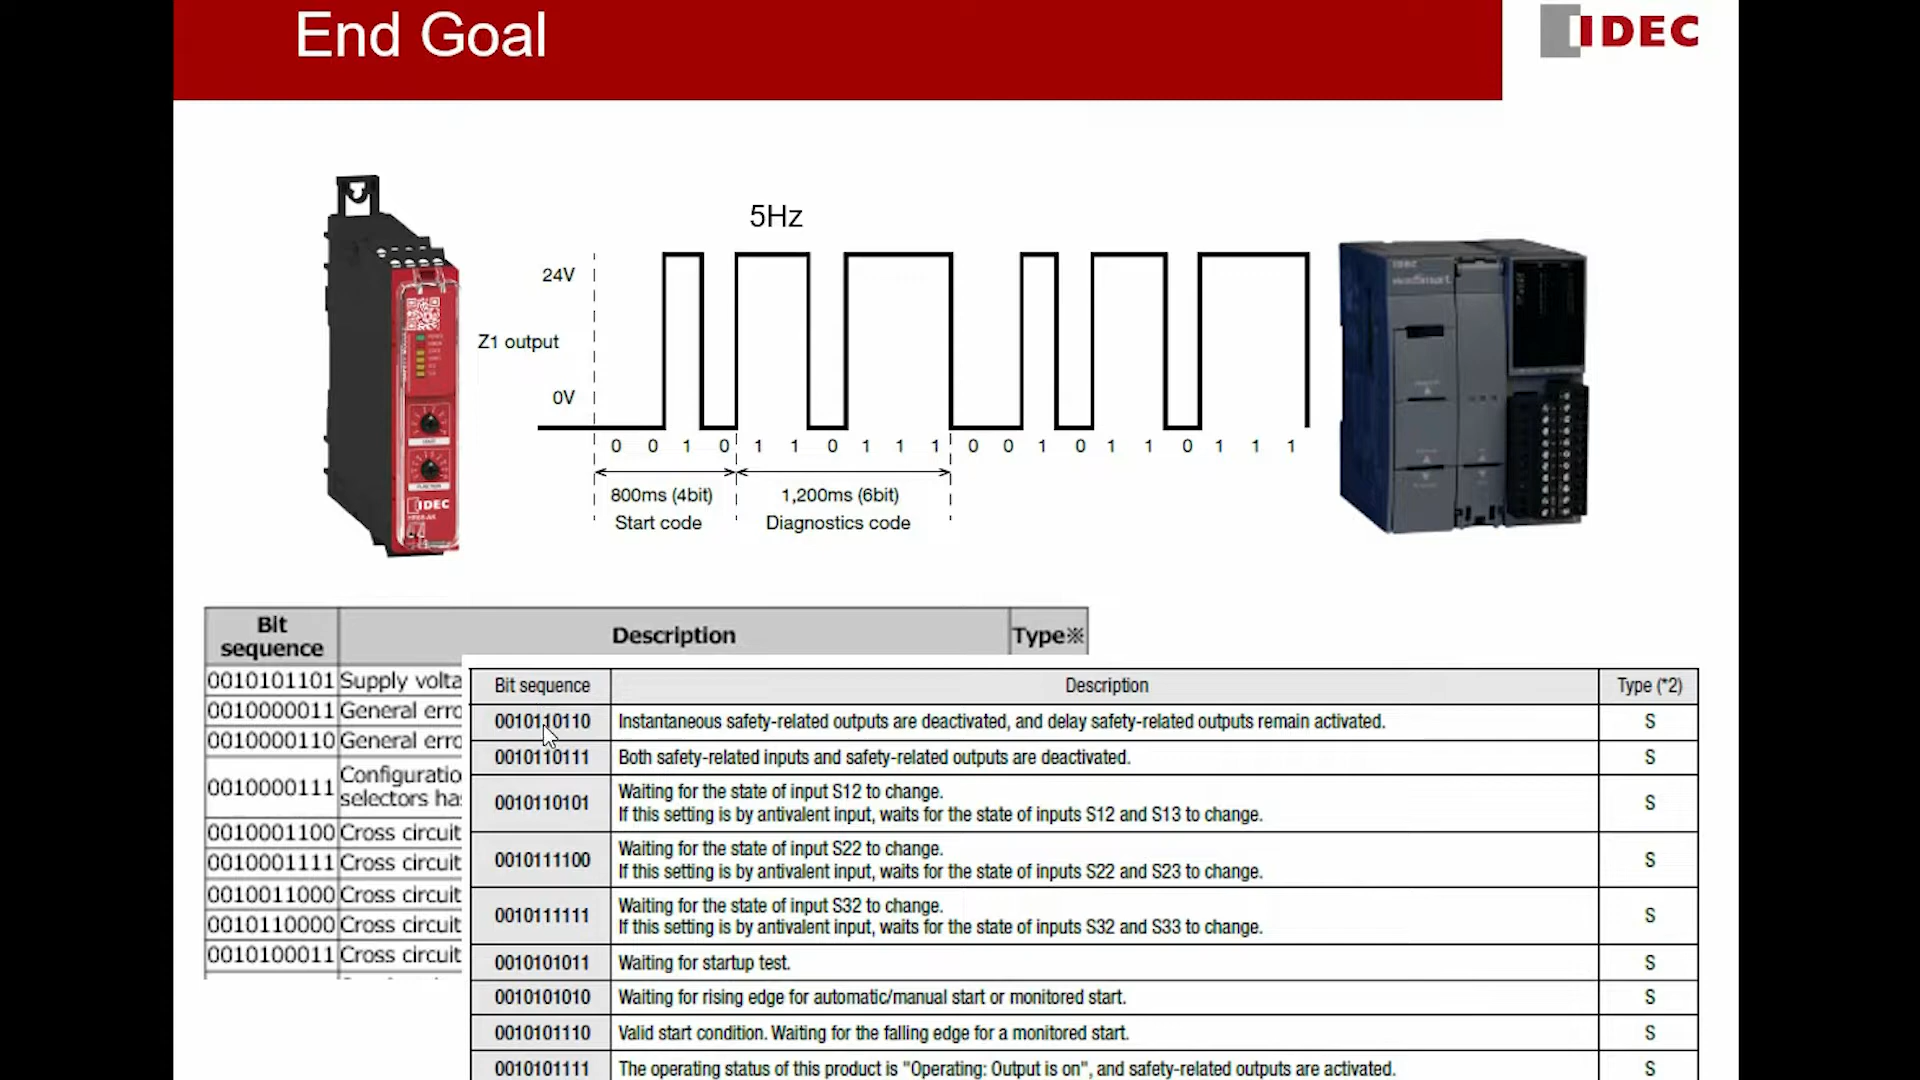 End Goal
IDEC
5Hz
24V
Z1 output
0V
0 0 1 0 1 1 0 1 1 1 0 0 1 0 1 1 0 1 1 1
800ms (4bit)
1,200ms (6bit)
Start code
Diagnostics code
IDEC
IDEC
Bit sequence
Description
Type※
0010101101 Supply volta
0010000011 General erro
0010000110 General erro
0010000111 Configuratio
selectors ha
0010001100 Cross circuit
0010001111 Cross circuit
0010011000 Cross circuit
0010110000 Cross circuit
0010100011 Cross circuit
Bit sequence Description Type (*2)
0010110110 Instantaneous safety-related outputs are deactivated, and delay safety-related outputs remain activated. S
0010110111 Both safety-related inputs and safety-related outputs are deactivated. S
0010110101 Waiting for the state of input S12 to change. S
If this setting is by antivalent input, waits for the state of inputs S12 and S13 to change.
0010111100 Waiting for the state of input S22 to change. S
If this setting is by antivalent input, waits for the state of inputs S22 and S23 to change.
0010111111 Waiting for the state of input S32 to change. S
If this setting is by antivalent input, waits for the state of inputs S32 and S33 to change.
0010101011 Waiting for startup test. S
0010101010 Waiting for rising edge for automatic/manual start or monitored start. S
0010101110 Valid start condition. Waiting for the falling edge for a monitored start. S
0010101111 The operating status of this product is "Operating: Output is on", and safety-related outputs are activated. S